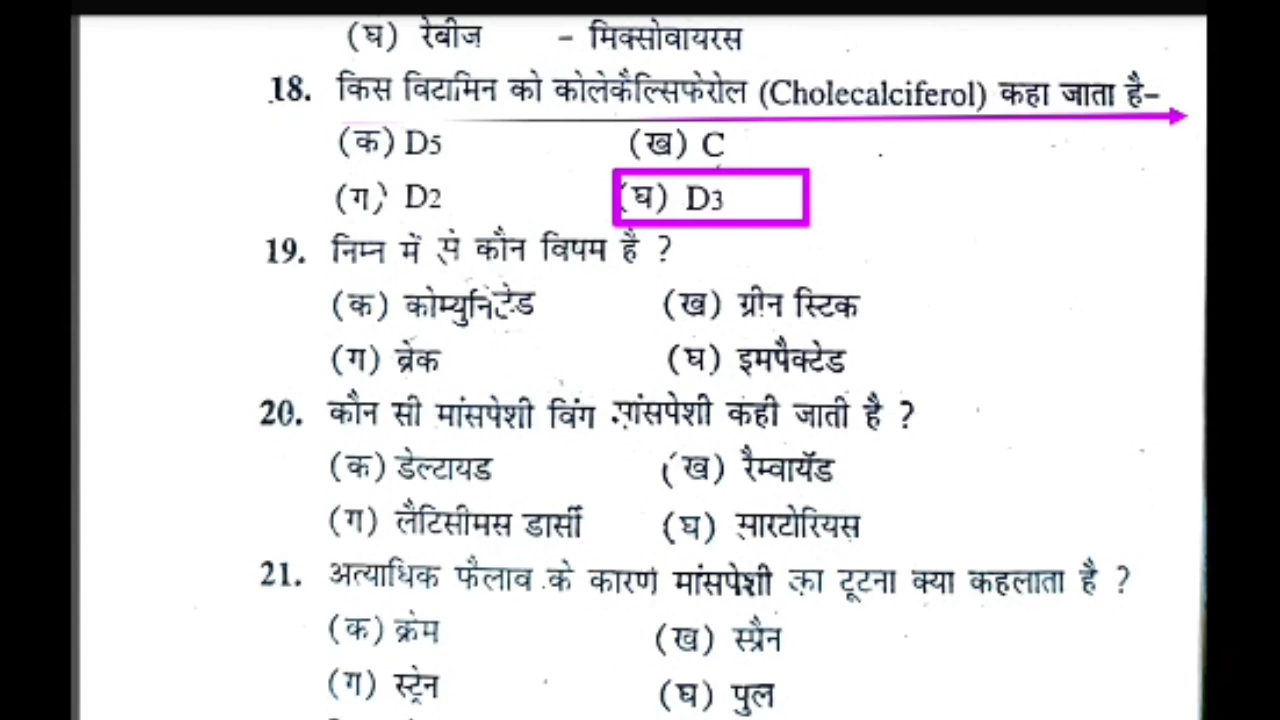 (घ) रेबीज - मिक्सोवायरस
18. किस विटामिन को कोलेकैल्सिफेरोल (Cholecalciferol) कहा जाता है-
(क) D5 (ख) C
(ग) D2 (घ) D3
19. निम्न में से कौन विषम है ?
(क) कोम्युनिटेड (ख) ग्रीन स्टिक
(ग) ब्रेक (घ) इमपैक्टेड
20. कौन सी मांसपेशी विंग मांसपेशी कही जाती है ?
(क) डेल्टायड (ख) रैम्वायॅड
(ग) लैटिसीमस डार्सी (घ) सारटोरियस
21. अत्याधिक फैलाव के कारण मांसपेशी का टूटना क्या कहलाता है ?
(क) क्रेम (ख) स्प्रैन
(ग) स्ट्रेन (घ) पुल